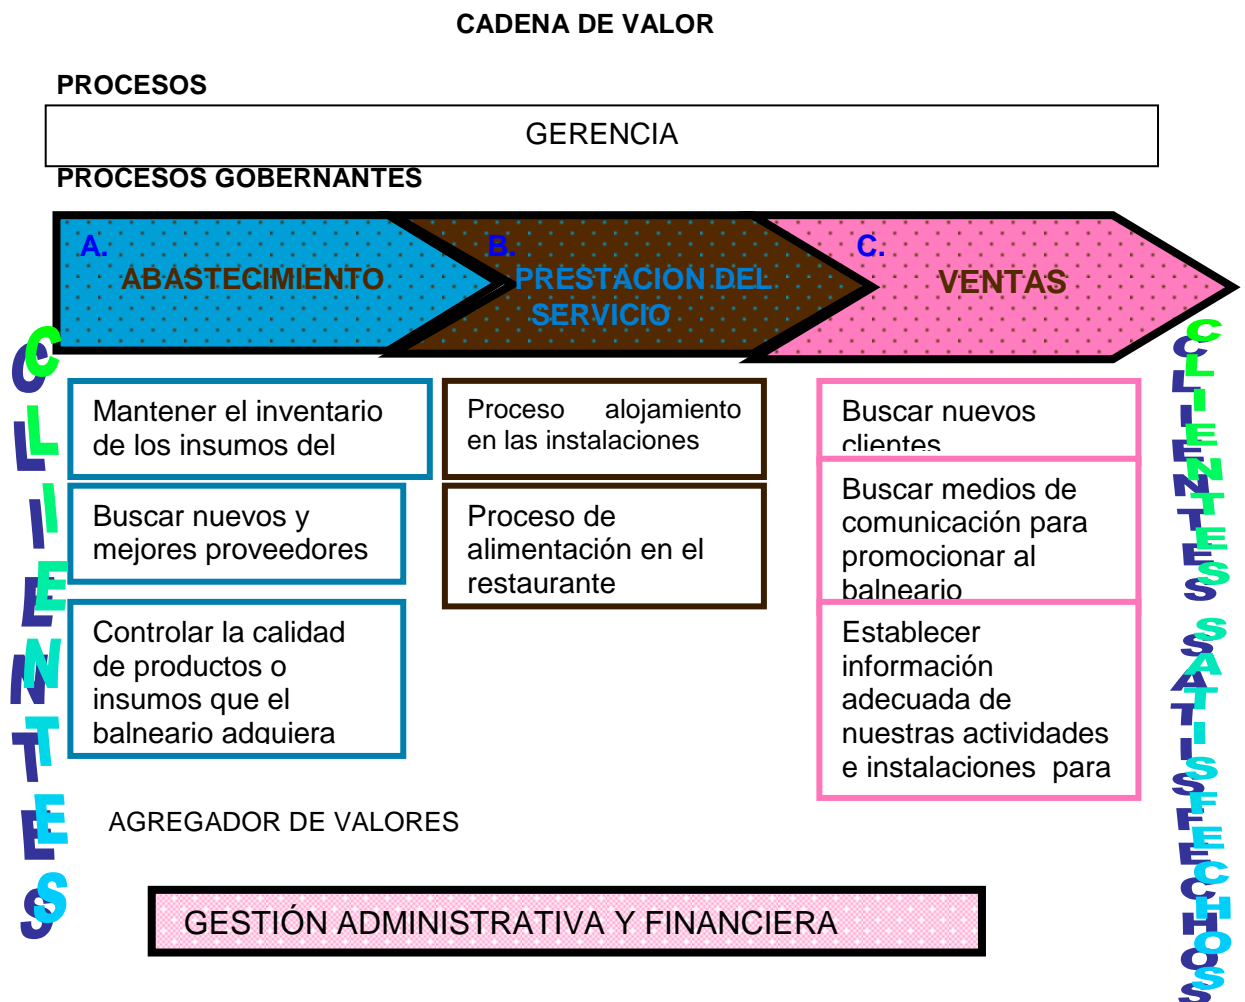 CADENA DE VALOR
PROCESOS
GERENCIA
PROCESOS GOBERNANTES
A.
ABASTECIMIENTO
B.
PRESTACION DEL
SERVICIO
C.
VENTAS
CLIENTES
Mantener el inventario
de los insumos del
Buscar nuevos y
mejores proveedores
Controlar la calidad
de productos o
insumos que el
balneario adquiera
Proceso alojamiento
en las instalaciones
Proceso de
alimentación en el
restaurante
Buscar nuevos
clientes
Buscar medios de
comunicación para
promocionar al
balneario
Establecer
información
adecuada de
nuestras actividades
e instalaciones para
CLIENTES SATISFECHOS
AGREGADOR DE VALORES
GESTIÓN ADMINISTRATIVA Y FINANCIERA